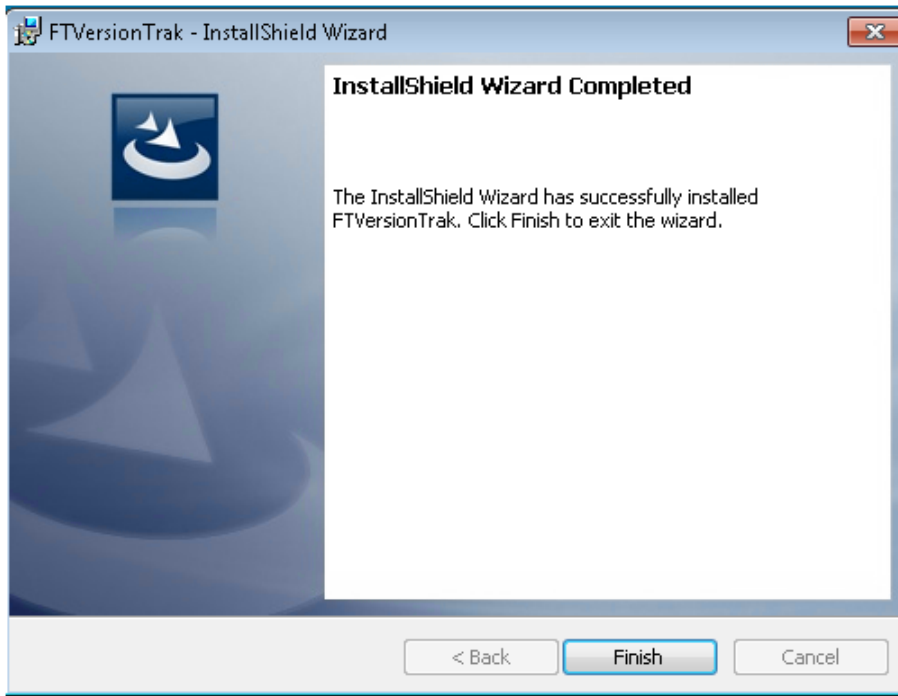 FTVersionTrak - InstallShield Wizard
InstallShield Wizard Completed
The InstallShield Wizard has successfully installed
FTVersionTrak. Click Finish to exit the wizard.
< Back Finish Cancel